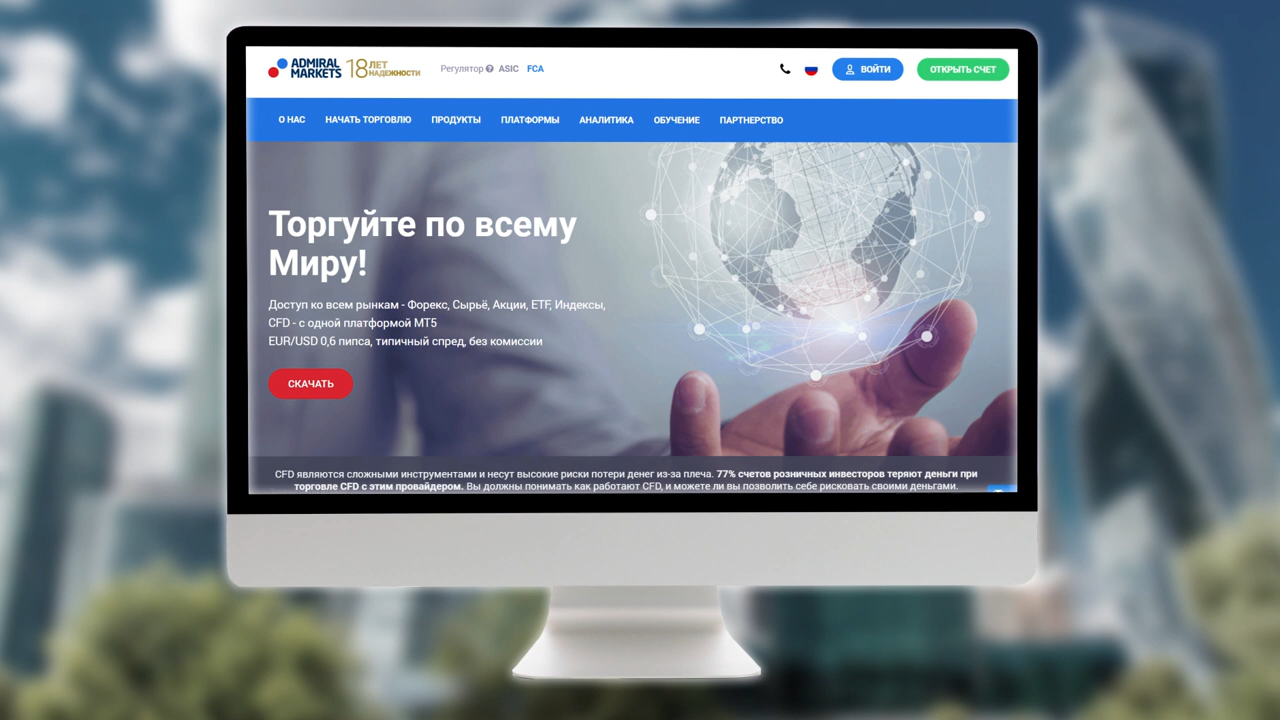 ADMIRAL
MARKETS
18 ЛЕТ
НАДЕЖНОСТИ
Регулятор ASIC FCA
ВОЙТИ
ОТКРЫТЬ СЧЕТ
О НАС НАЧАТЬ ТОРГОВЛЮ ПРОДУКТЫ ПЛАТФОРМЫ АНАЛИТИКА ОБУЧЕНИЕ ПАРТНЕРСТВО
Торгуйте по всему
Миру!
Доступ ко всем рынкам - Форекс, Сырьё, Акции, ETF, Индексы,
CFD - с одной платформой MT5
EUR/USD 0,6 пипса, типичный спред, без комиссии
СКАЧАТЬ
CFD являются сложными инструментами и несут высокие риски потери денег из-за плеча. 77% счетов розничных инвесторов теряют деньги при
торговле CFD с этим провайдером. Вы должны понимать как работают CFD, и можете ли вы позволить себе рисковать своими деньгами.